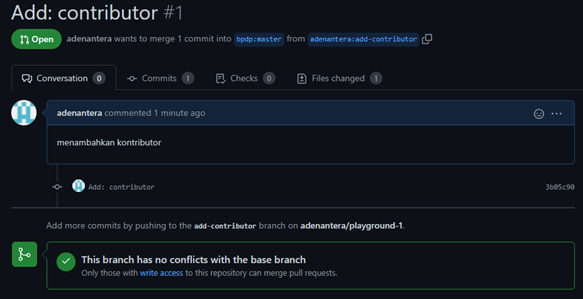 Add: contributor #1
Open adenantera wants to merge 1 commit into bpdp:master from adenantera:add-contributor
Conversation 0 Commits 1 Checks 0 Files changed 1
adenantera commented 1 minute ago
menambahkan kontributor
Add: contributor 3b05c90
Add more commits by pushing to the add-contributor branch on adenantera/playground-1.
This branch has no conflicts with the base branch
Only those with write access to this repository can merge pull requests.